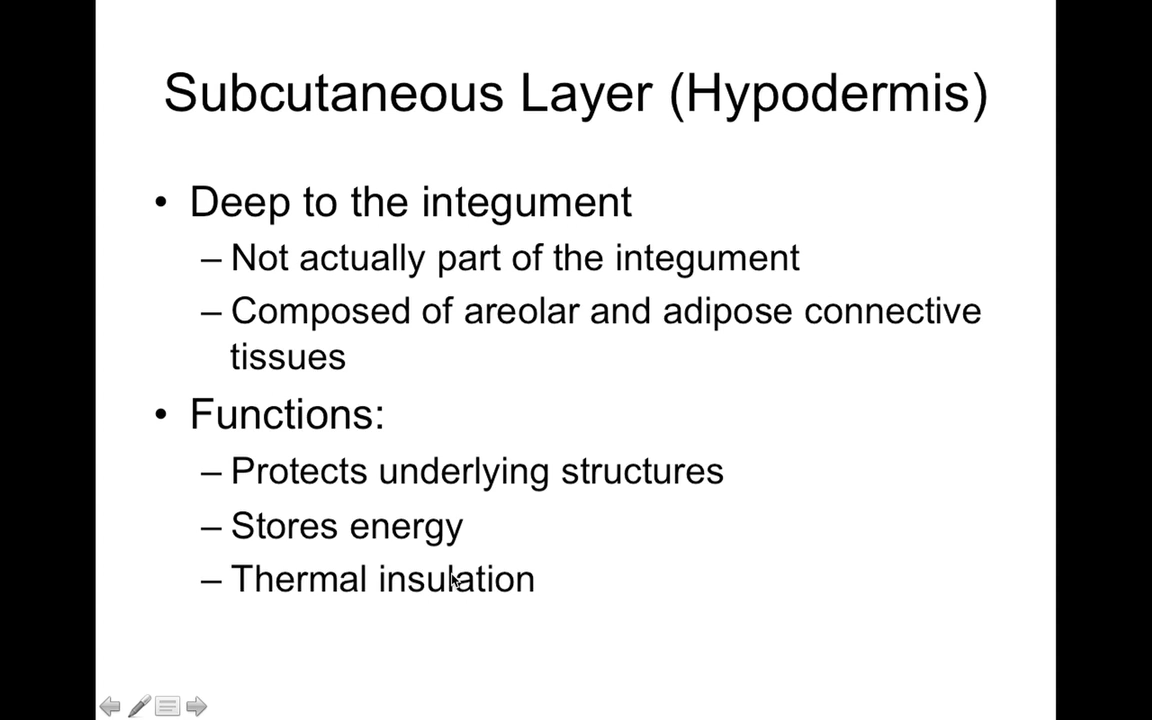 Subcutaneous Layer (Hypodermis)
• Deep to the integument
– Not actually part of the integument
– Composed of areolar and adipose connective
tissues
• Functions:
– Protects underlying structures
– Stores energy
– Thermal insulation